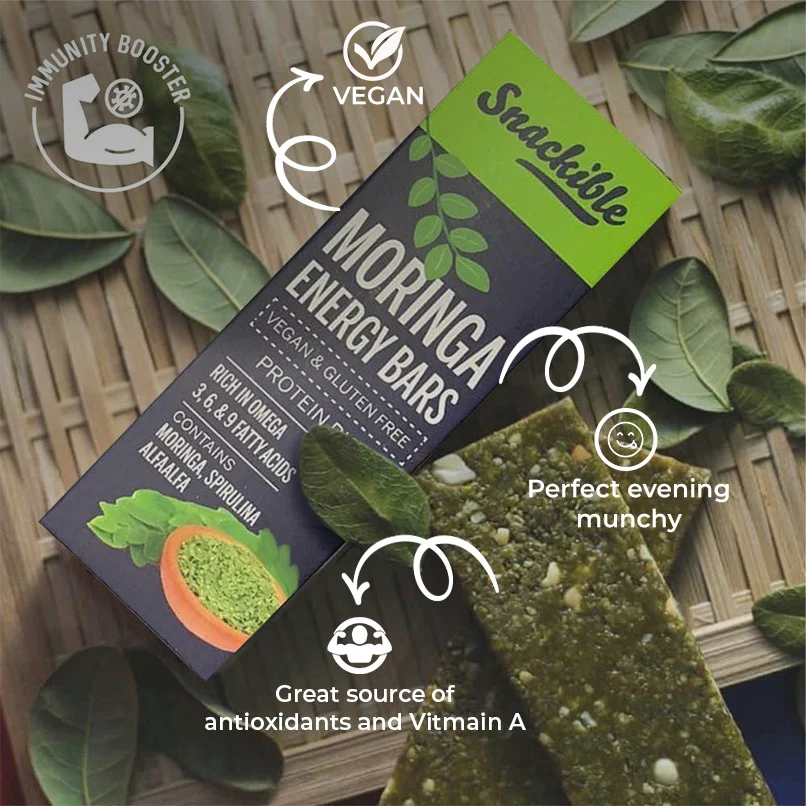 IMMUNITY BOOSTER
VEGAN
Snackible
MORINGA
ENERGY BARS
VEGAN & GLUTEN FREE
PROTEIN
RICH IN OMEGA
3, 6, & 9 FATTY ACIDS
CONTAINS
MORINGA, SPIRULINA
ALFAALFA
Perfect evening
munchy
Great source of
antioxidants and Vitmain A